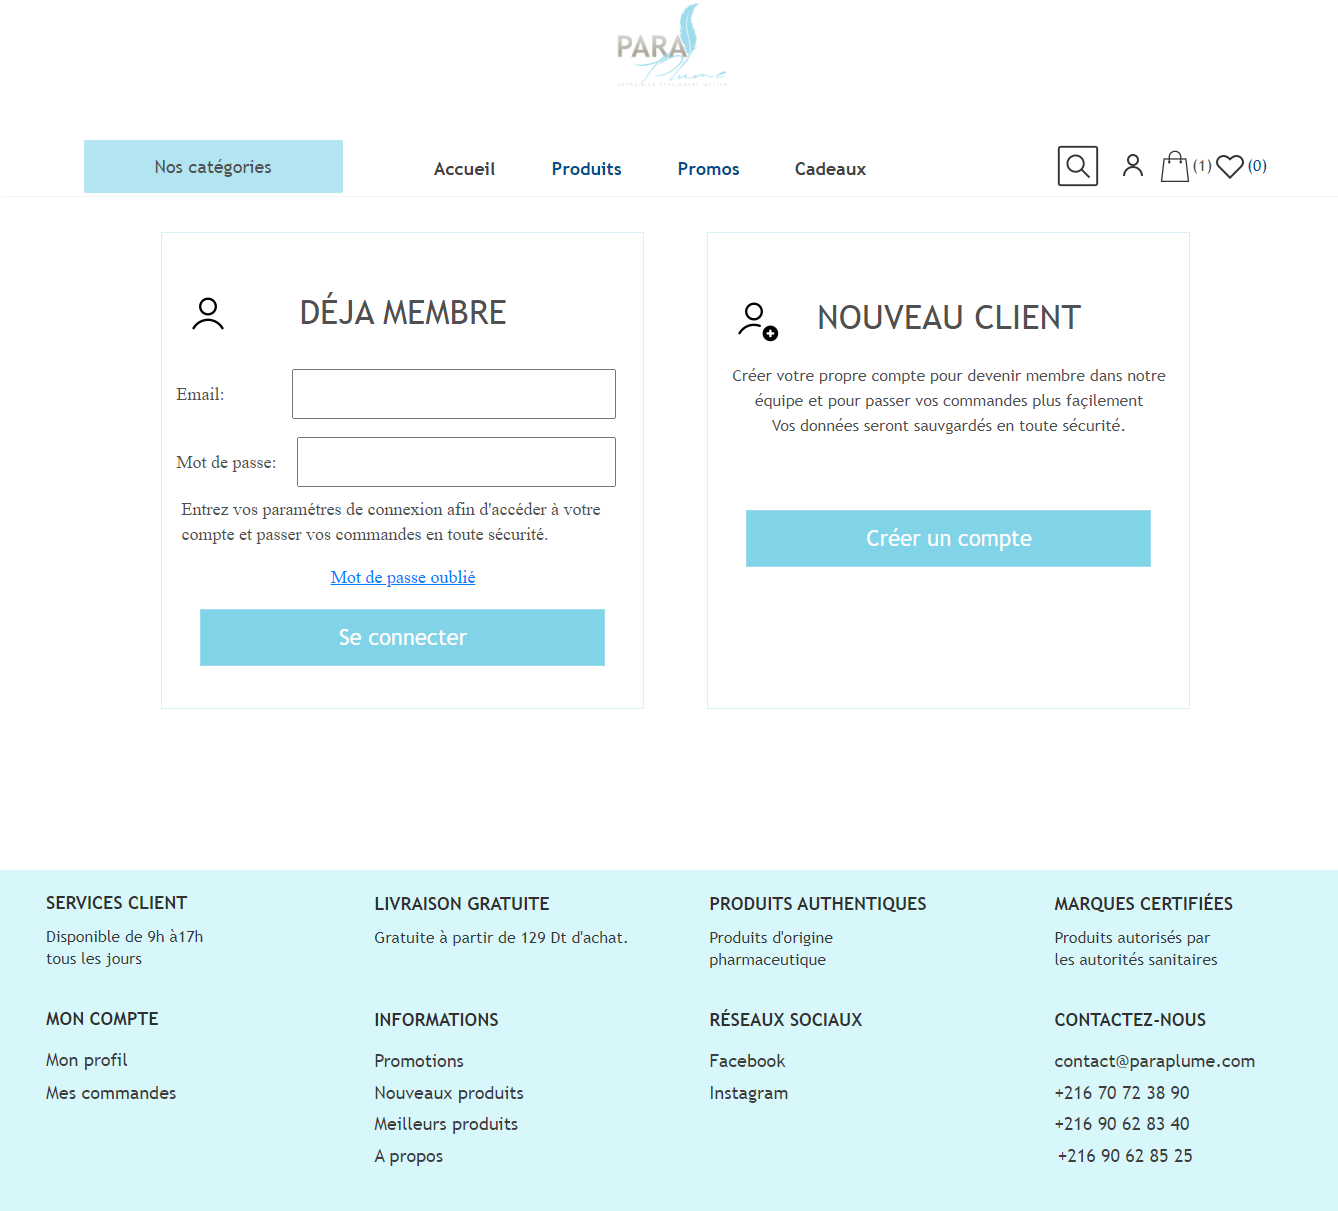 PARA
Plume
Nos catégories
Accueil
Produits
Promos
Cadeaux
(1)
(0)
DÉJA MEMBRE
Email:
Mot de passe:
Entrez vos paramétres de connexion afin d'accéder à votre
compte et passer vos commandes en toute sécurité.
Mot de passe oublié
Se connecter
NOUVEAU CLIENT
Créer votre propre compte pour devenir membre dans notre
équipe et pour passer vos commandes plus façilement
Vos données seront sauvgardés en toute sécurité.
Créer un compte
SERVICES CLIENT
Disponible de 9h à17h
tous les jours
LIVRAISON GRATUITE
Gratuite à partir de 129 Dt d'achat.
PRODUITS AUTHENTIQUES
Produits d'origine
pharmaceutique
MARQUES CERTIFIÉES
Produits autorisés par
les autorités sanitaires
MON COMPTE
Mon profil
Mes commandes
INFORMATIONS
Promotions
Nouveaux produits
Meilleurs produits
A propos
RÉSEAUX SOCIAUX
Facebook
Instagram
CONTACTEZ-NOUS
contact@paraplume.com
+216 70 72 38 90
+216 90 62 83 40
+216 90 62 85 25